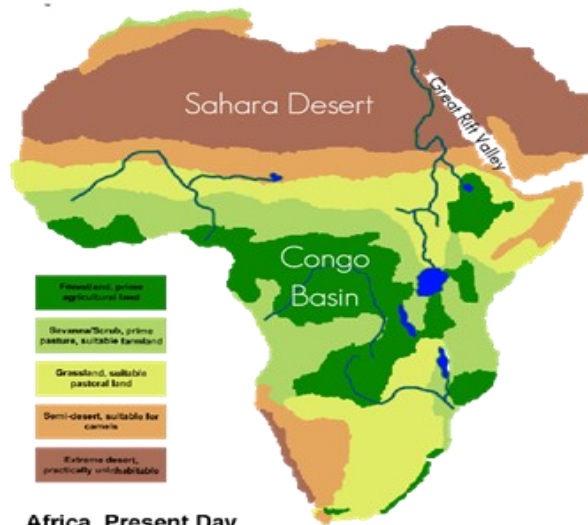 Sahara Desert
Great Rift Valley
Congo
Basin
Forestland, prime
agricultural land
Savanna/Scrub, prime
pasture, suitable farmland
Grassland, suitable
pastoral land
Semi-desert, suitable for
camels
Extreme desert,
practically uninhabitable
Africa, Present Day